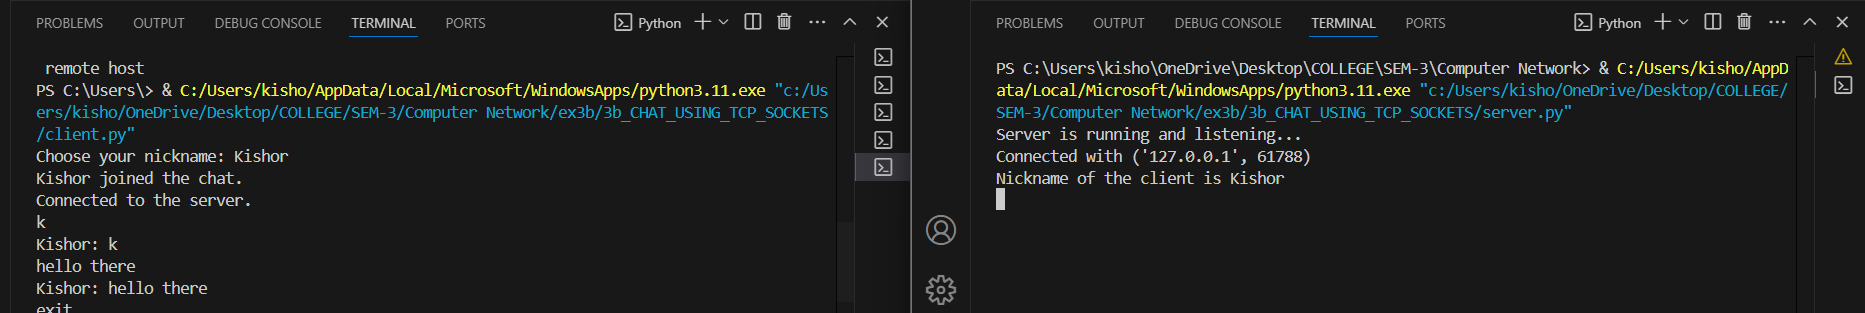 PROBLEMS OUTPUT DEBUG CONSOLE TERMINAL PORTS Python
remote host
PS C:\Users\> & C:/Users/kisho/AppData/Local/Microsoft/WindowsApps/python3.11.exe "c:/Us
ers/kisho/OneDrive/Desktop/COLLEGE/SEM-3/Computer Network/ex3b/3b_CHAT_USING_TCP_SOCKETS
/client.py"
Choose your nickname: Kishor
Kishor joined the chat.
Connected to the server.
k
Kishor: k
hello there
Kishor: hello there
exit
PROBLEMS OUTPUT DEBUG CONSOLE TERMINAL PORTS Python
PS C:\Users\kisho\OneDrive\Desktop\COLLEGE\SEM-3\Computer Network> & C:/Users/kisho/AppD
ata/Local/Microsoft/WindowsApps/python3.11.exe "c:/Users/kisho/OneDrive/Desktop/COLLEGE/
SEM-3/Computer Network/ex3b/3b_CHAT_USING_TCP_SOCKETS/server.py"
Server is running and listening...
Connected with ('127.0.0.1', 61788)
Nickname of the client is Kishor